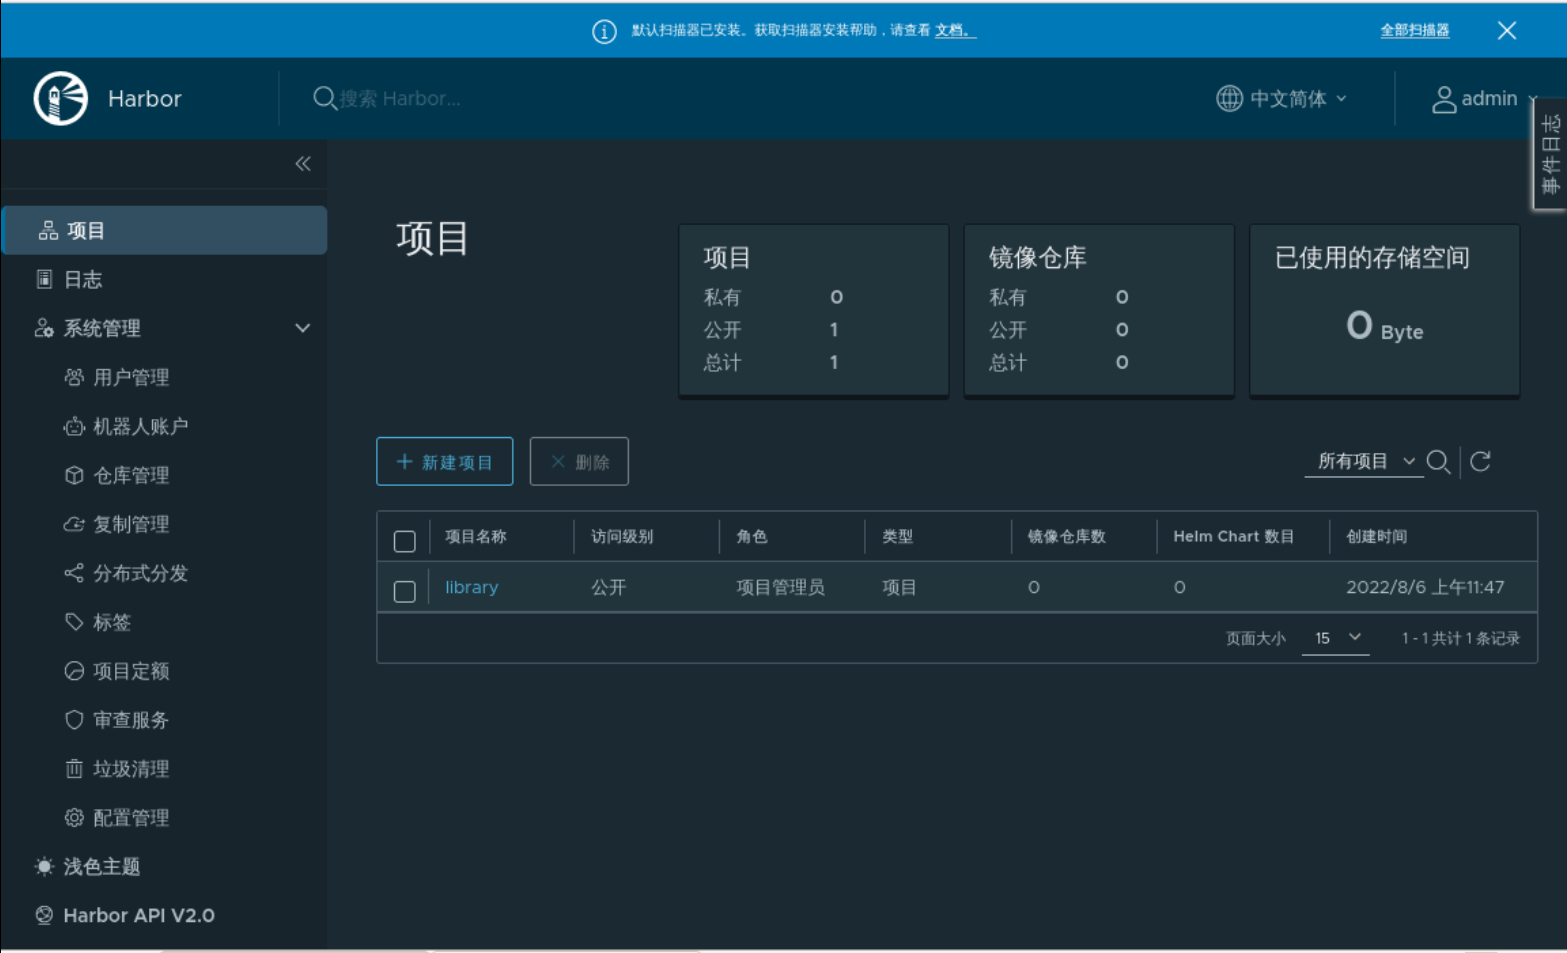 默认扫描器已安装。获取扫描器安装帮助，请查看 文档。 全部扫描器
Harbor 搜索 Harbor... 中文简体 admin
事件日志
项目
日志
系统管理
用户管理
机器人账户
仓库管理
复制管理
分布式分发
标签
项目定额
审查服务
垃圾清理
配置管理
浅色主题
Harbor API V2.0
项目
项目
私有 0
公开 1
总计 1
镜像仓库
私有 0
公开 0
总计 0
已使用的存储空间
0 Byte
新建项目 删除 所有项目
项目名称 访问级别 角色 类型 镜像仓库数 Helm Chart 数目 创建时间
library 公开 项目管理员 项目 0 0 2022/8/6 上午11:47
页面大小 15 1 - 1 共计 1 条记录